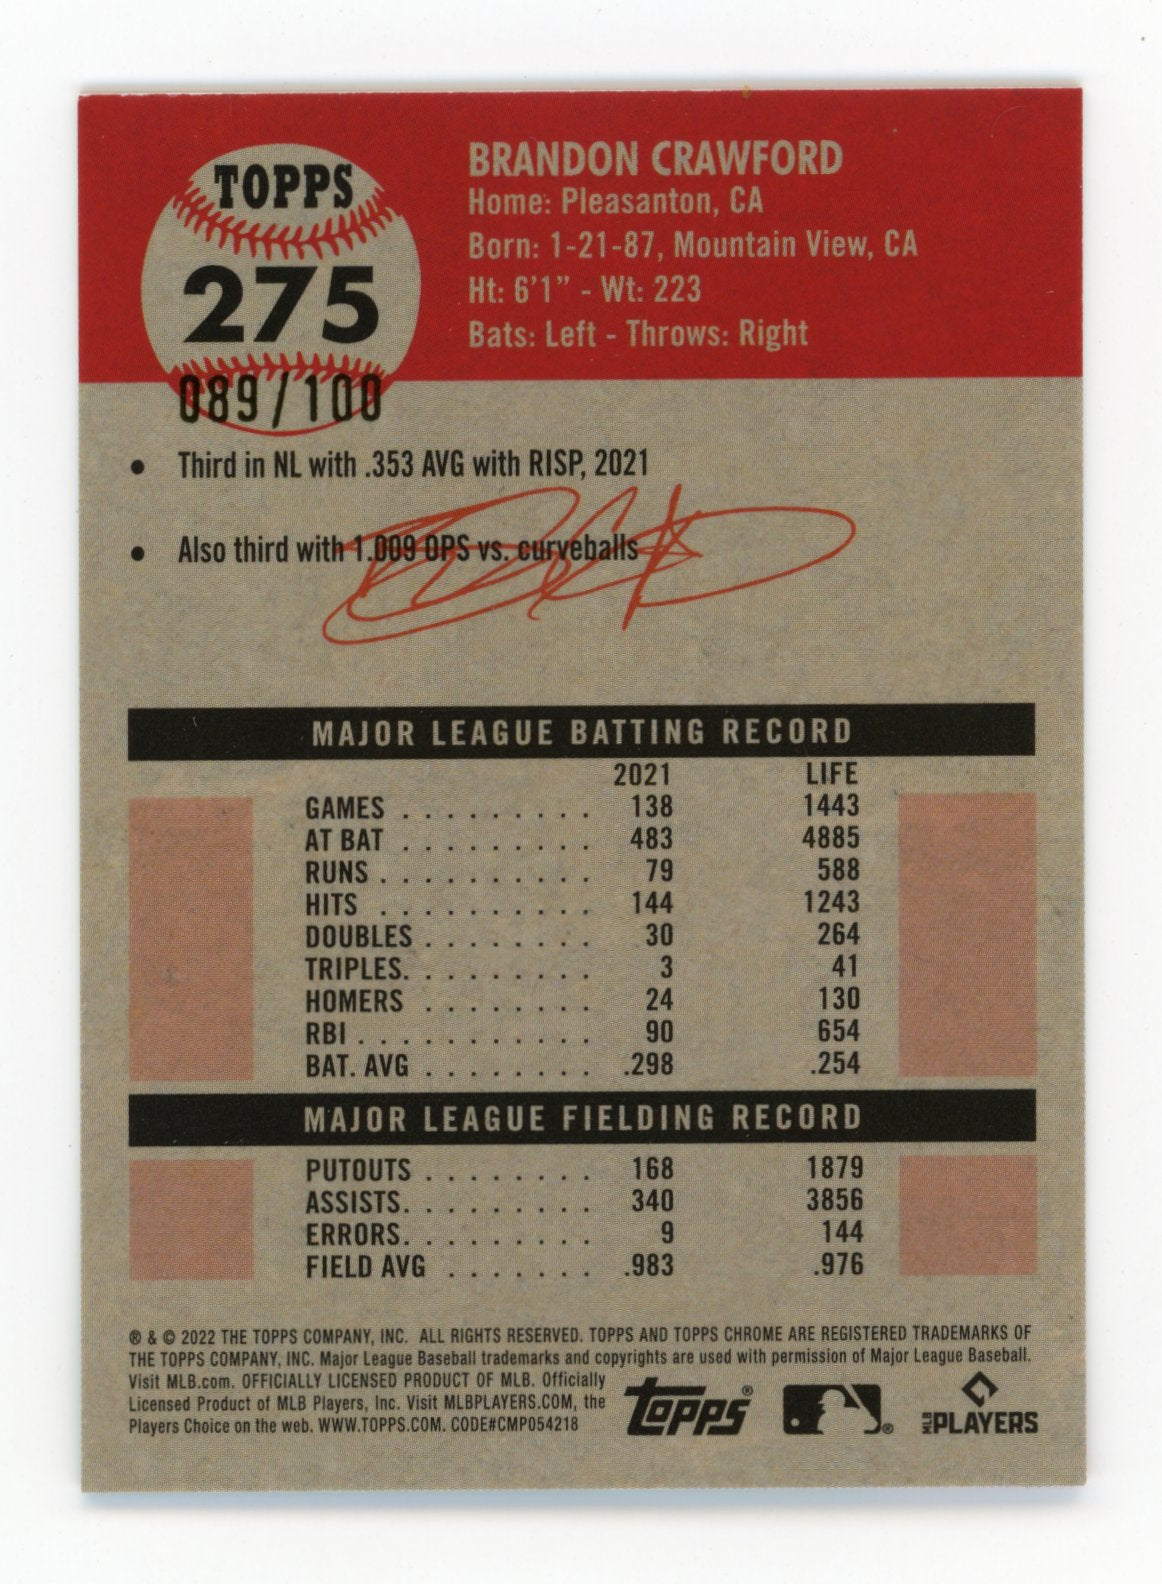 TOPPS
275
089/100
BRANDON CRAWFORD
Home: Pleasanton, CA
Born: 1-21-87, Mountain View, CA
Ht: 6'1" - Wt: 223
Bats: Left - Throws: Right
• Third in NL with .353 AVG with RISP, 2021
• Also third with 1.009 OPS vs. curveballs
MAJOR LEAGUE BATTING RECORD
2021 LIFE
GAMES . . . . . . . . . 138 1443
AT BAT . . . . . . . . . 483 4885
RUNS . . . . . . . . . . 79 588
HITS . . . . . . . . . . 144 1243
DOUBLES . . . . . . . . 30 264
TRIPLES. . . . . . . . . 3 41
HOMERS . . . . . . . . 24 130
RBI . . . . . . . . . . . 90 654
BAT. AVG . . . . . . . . .298 .254
MAJOR LEAGUE FIELDING RECORD
PUTOUTS . . . . . . . . 168 1879
ASSISTS. . . . . . . . . 340 3856
ERRORS. . . . . . . . . 9 144
FIELD AVG . . . . . . . .983 .976
® & © 2022 THE TOPPS COMPANY, INC. ALL RIGHTS RESERVED. TOPPS AND TOPPS CHROME ARE REGISTERED TRADEMARKS OF
THE TOPPS COMPANY, INC. Major League Baseball trademarks and copyrights are used with permission of Major League Baseball.
Visit MLB.com. OFFICIALLY LICENSED PRODUCT OF MLB. Officially
Licensed Product of MLB Players, Inc. Visit MLBPLAYERS.COM, the
Players Choice on the web. WWW.TOPPS.COM. CODE#CMP054218
Topps®
®
MLB PLAYERS